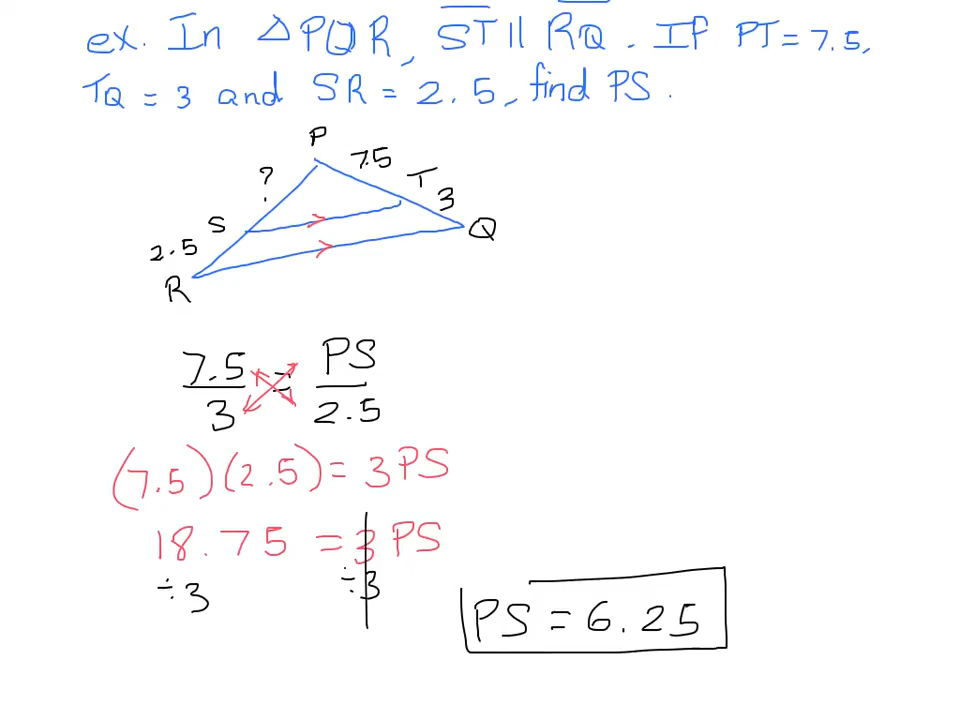 ex. In △PQR, S̅T̅ || R̅Q̅. If PT = 7.5,
TQ = 3 and SR = 2.5, find PS.
P
7.5
?
T
3
S
Q
2.5
R
7.5/3 = PS/2.5
(7.5)(2.5) = 3PS
18.75 = 3PS
÷3 ÷3
PS = 6.25